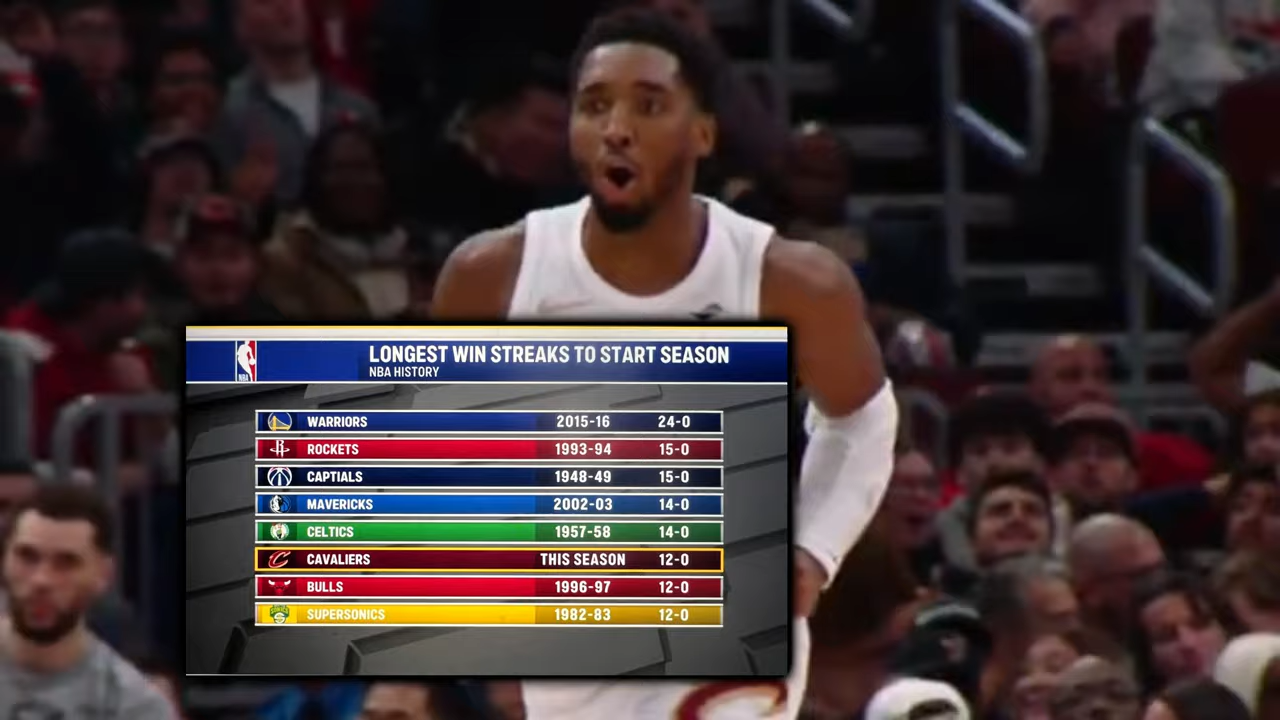 LONGEST WIN STREAKS TO START SEASON
NBA
NBA HISTORY
WARRIORS 2015-16 24-0
ROCKETS 1993-94 15-0
CAPTIALS 1948-49 15-0
MAVERICKS 2002-03 14-0
CELTICS 1957-58 14-0
CAVALIERS THIS SEASON 12-0
BULLS 1996-97 12-0
SUPERSONICS 1982-83 12-0